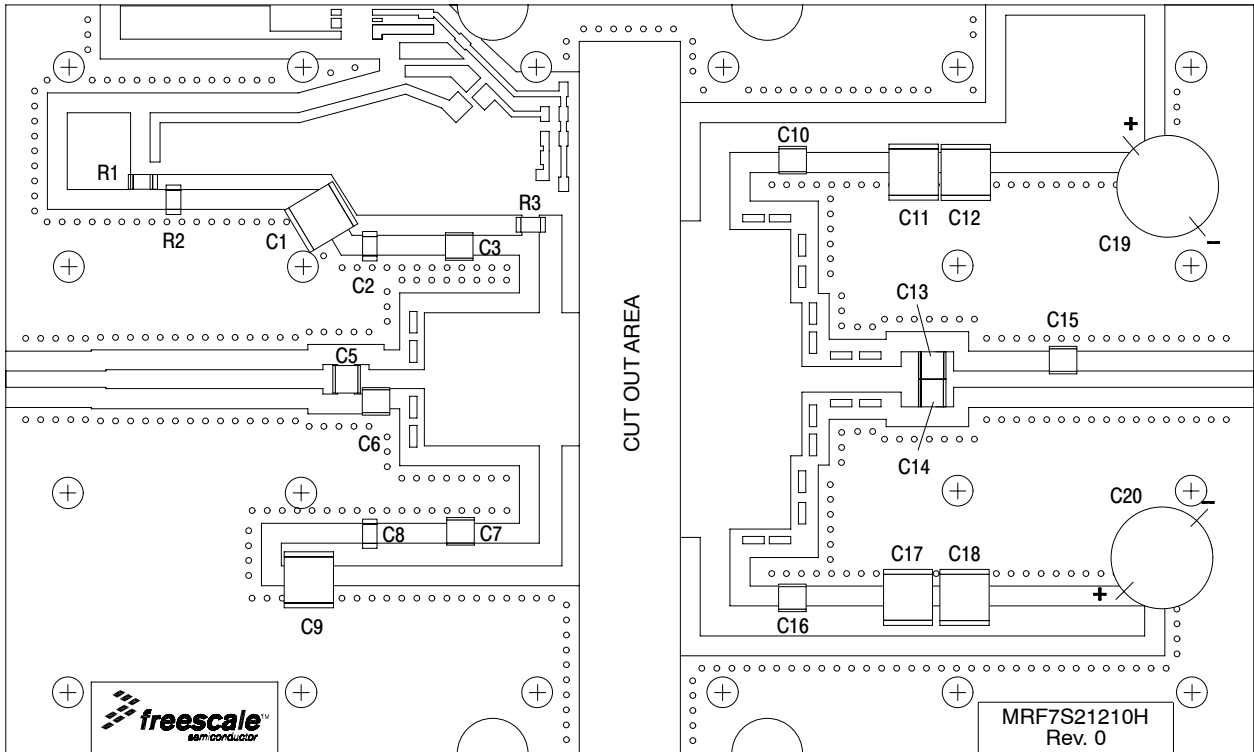 C10
+
R1
R2
C1
R3
C2
C3
C11
C12
C19
−
CUT OUT AREA
C13
C15
C5
C6
C14
C20
−
C8
C7
C17
C18
+
C9
C16
freescale™
semiconductor
MRF7S21210H
Rev. 0